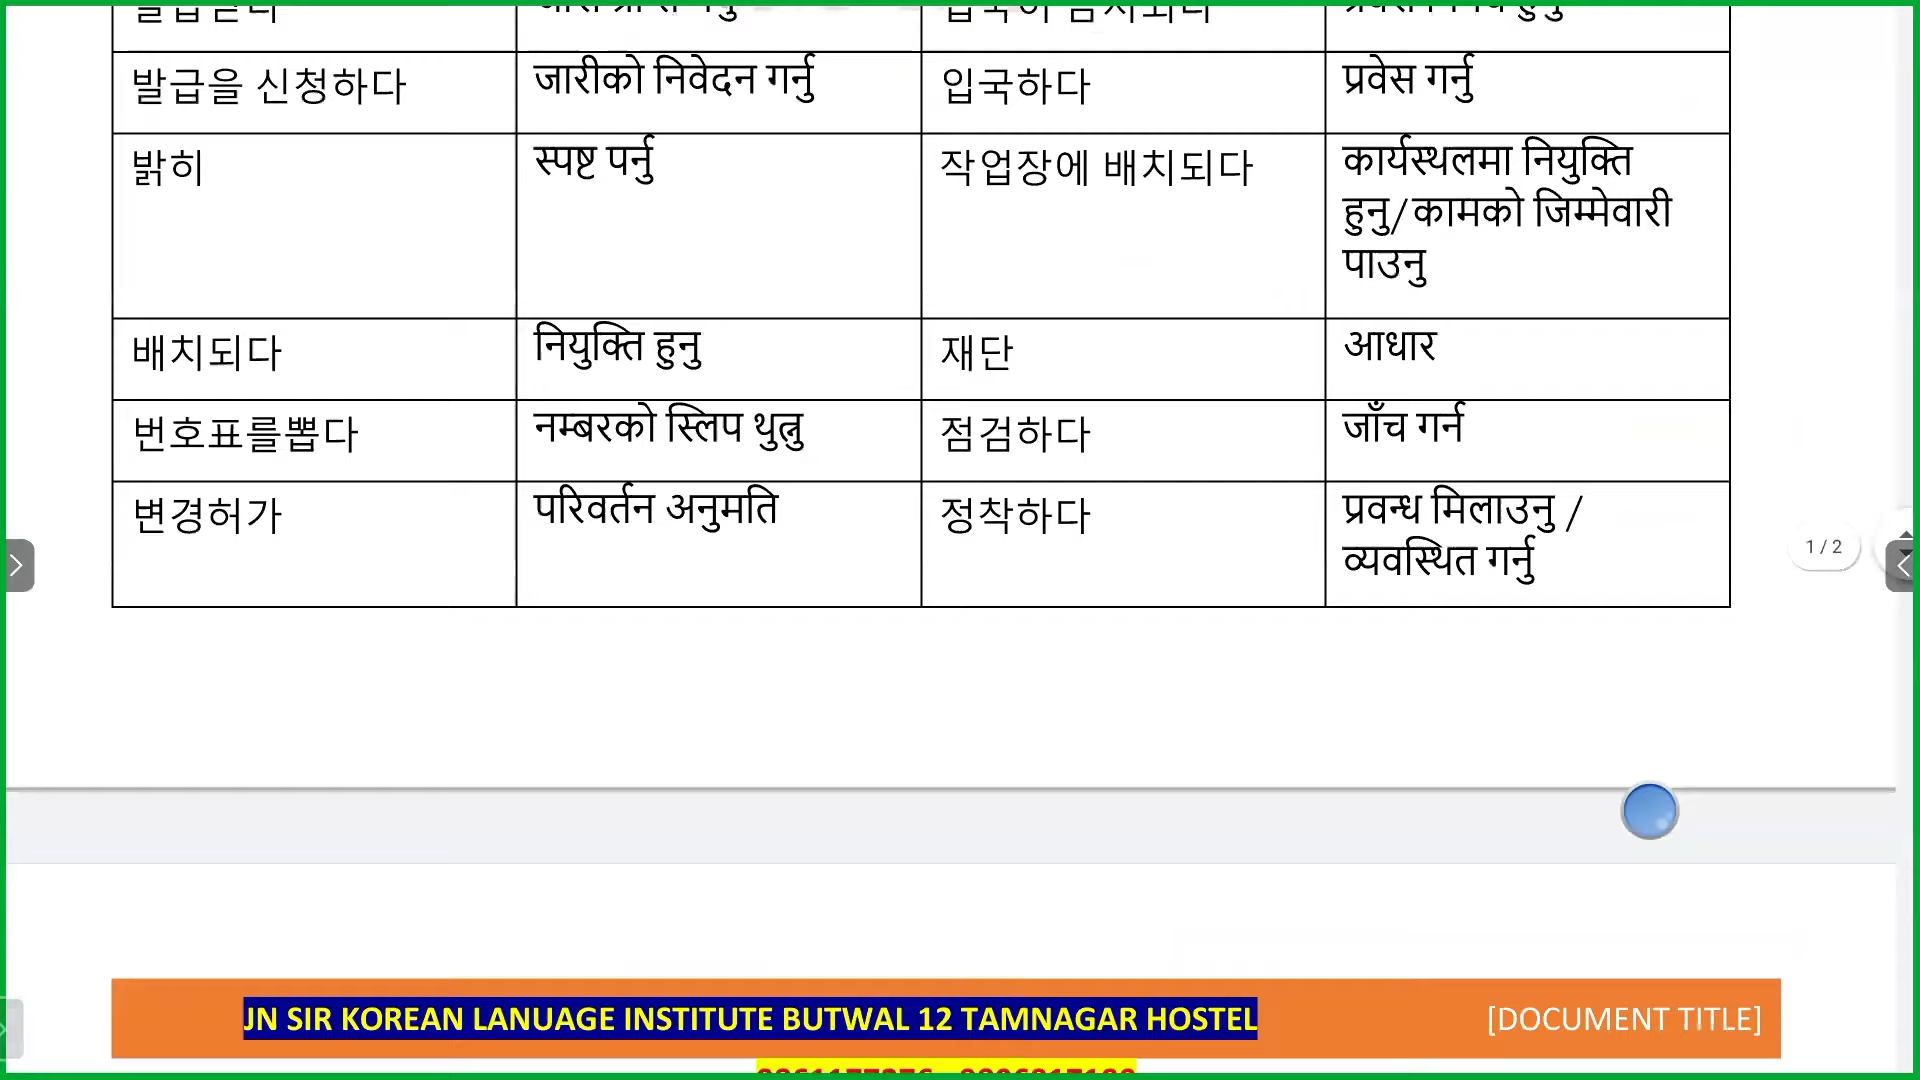 발급을 신청하다 जारीको निवेदन गर्नु 입국하다 प्रवेस गर्नु
밝히 स्पष्ट पर्नु 작업장에 배치되다 कार्यस्थलमा नियुक्ति
हुनु/कामको जिम्मेवारी
पाउनु
배치되다 नियुक्ति हुनु 재단 आधार
번호표를뽑다 नम्बरको स्लिप थुत्नु 점검하다 जाँच गर्न
변경허가 परिवर्तन अनुमति 정착하다 प्रवन्ध मिलाउनु /
व्यवस्थित गर्नु
1 / 2
JN SIR KOREAN LANUAGE INSTITUTE BUTWAL 12 TAMNAGAR HOSTEL [DOCUMENT TITLE]